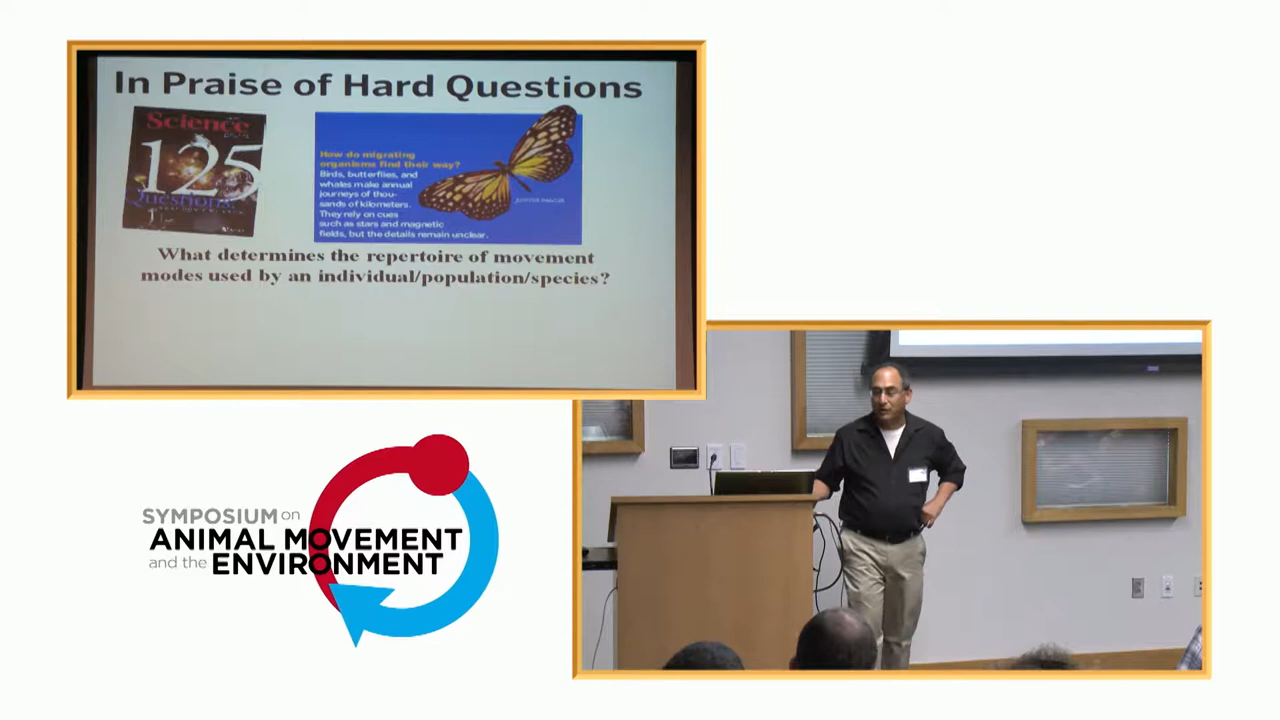 In Praise of Hard Questions
Science
125
Questions
How do migrating
organisms find their way?
Birds, butterflies, and
whales make annual
journeys of thou-
sands of kilometers.
They rely on cues
such as stars and magnetic
fields, but the details remain unclear.
What determines the repertoire of movement
modes used by an individual/population/species?
SYMPOSIUM on
ANIMAL MOVEMENT
and the ENVIRONMENT